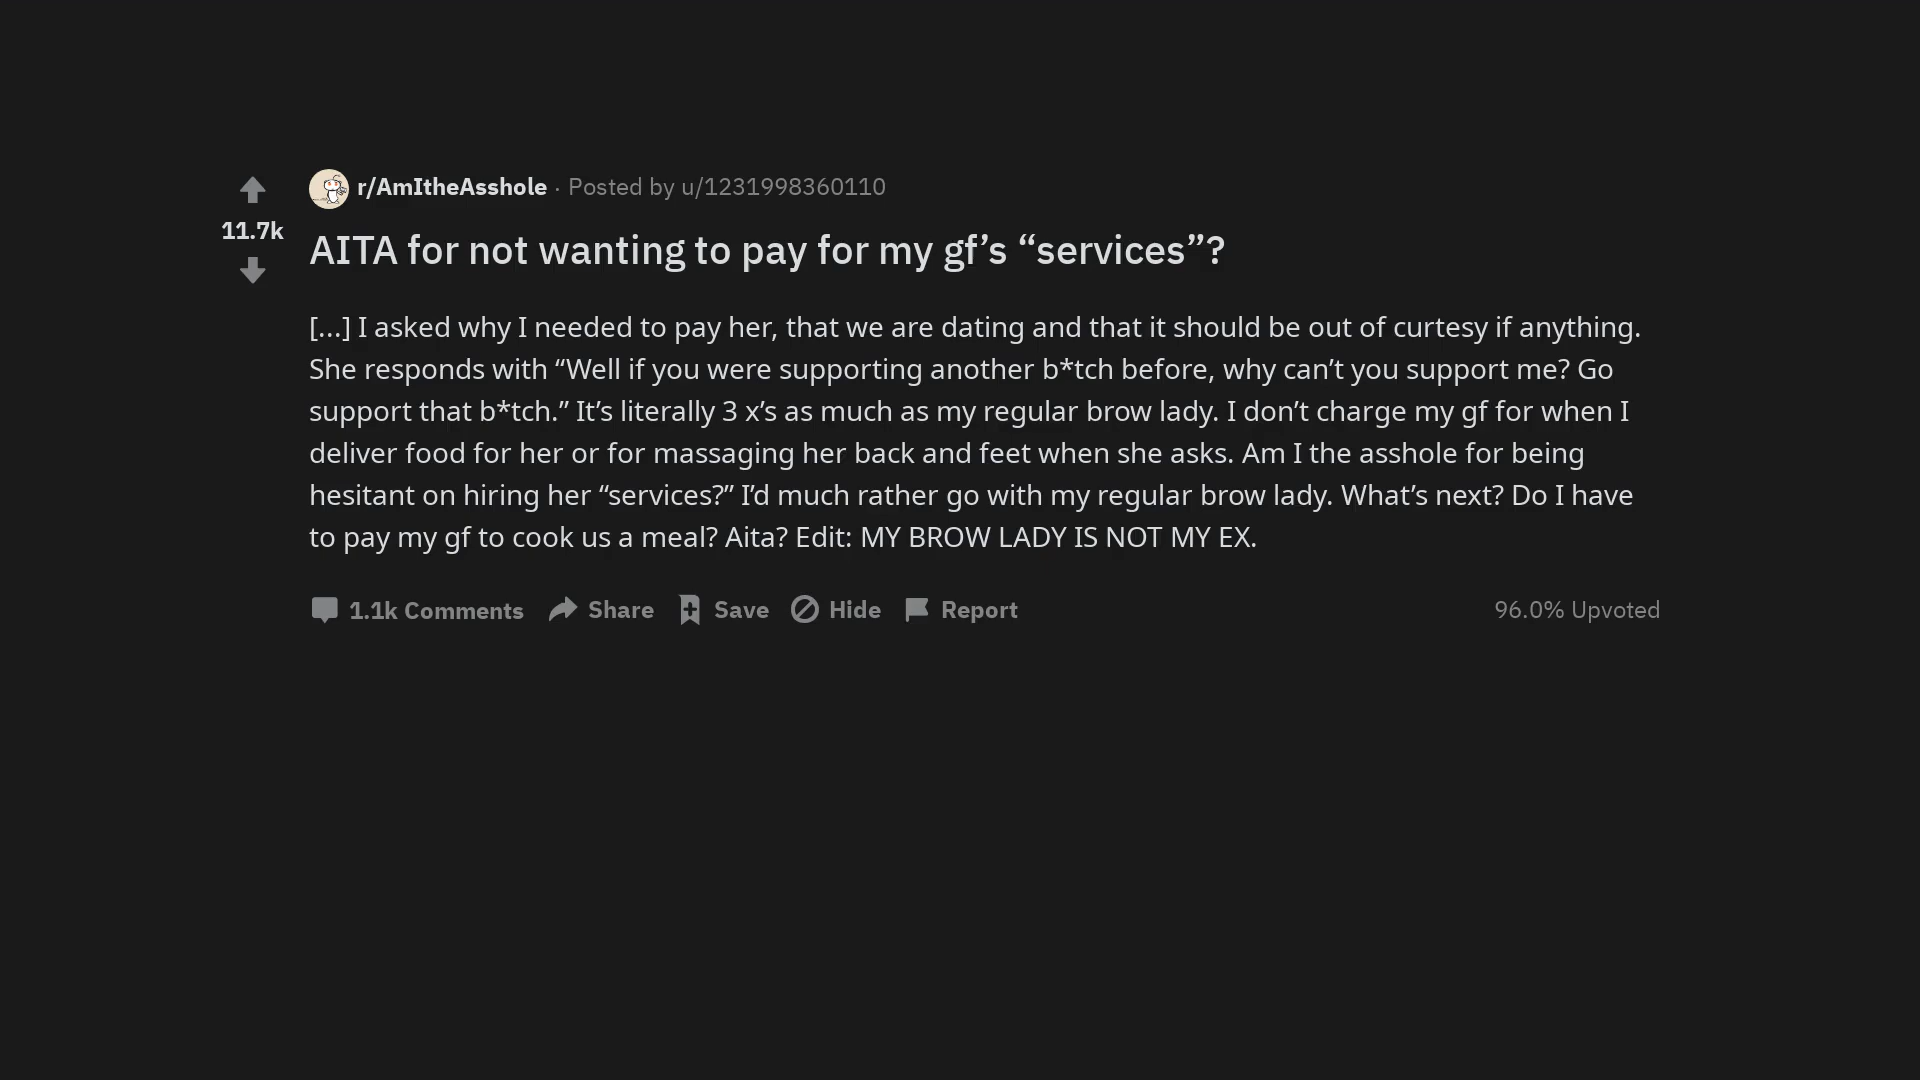 r/AmItheAsshole · Posted by u/1231998360110
11.7k
AITA for not wanting to pay for my gf’s “services”?
[...] I asked why I needed to pay her, that we are dating and that it should be out of curtesy if anything.
She responds with “Well if you were supporting another b*tch before, why can’t you support me? Go
support that b*tch.” It’s literally 3 x’s as much as my regular brow lady. I don’t charge my gf for when I
deliver food for her or for massaging her back and feet when she asks. Am I the asshole for being
hesitant on hiring her “services?” I’d much rather go with my regular brow lady. What’s next? Do I have
to pay my gf to cook us a meal? Aita? Edit: MY BROW LADY IS NOT MY EX.
1.1k Comments Share Save Hide Report 96.0% Upvoted